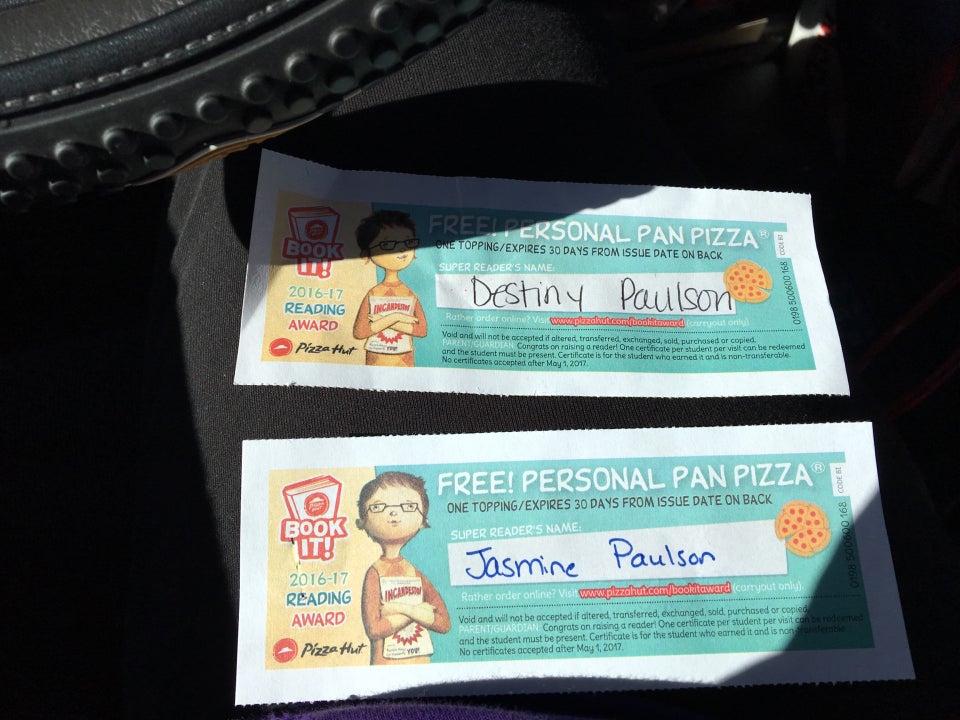 BOOK IT!
2016-17
READING
AWARD
Pizza Hut
INCANDESTO!
YOU!
FREE! PERSONAL PAN PIZZA®
ONE TOPPING/EXPIRES 30 DAYS FROM ISSUE DATE ON BACK
SUPER READER'S NAME:
Destiny Paulson
Rather order online? Visit www.pizzahut.com/bookitaward (carryout only)
Void and will not be accepted if altered, transferred, exchanged, sold, purchased or copied.
PARENT/GUARDIAN: Congrats on raising a reader! One certificate per student per visit can be redeemed
and the student must be present. Certificate is for the student who earned it and is non-transferable.
No certificates accepted after May 1, 2017.
0198 500600 168 CODE BI
BOOK
IT!
2016-17
READING
AWARD
Pizza Hut
INCANDESTO!
YOU!
FREE! PERSONAL PAN PIZZA®
ONE TOPPING/EXPIRES 30 DAYS FROM ISSUE DATE ON BACK
SUPER READER'S NAME:
Jasmine Paulson
Rather order online? Visit www.pizzahut.com/bookitaward (carryout only).
Void and will not be accepted if altered, transferred, exchanged, sold, purchased or copied.
PARENT/GUARDIAN: Congrats on raising a reader! One certificate per student per visit can be redeemed
and the student must be present. Certificate is for the student who earned it and is non-transferable
No certificates accepted after May 1, 2017.
0198 500600 168 CODE BI